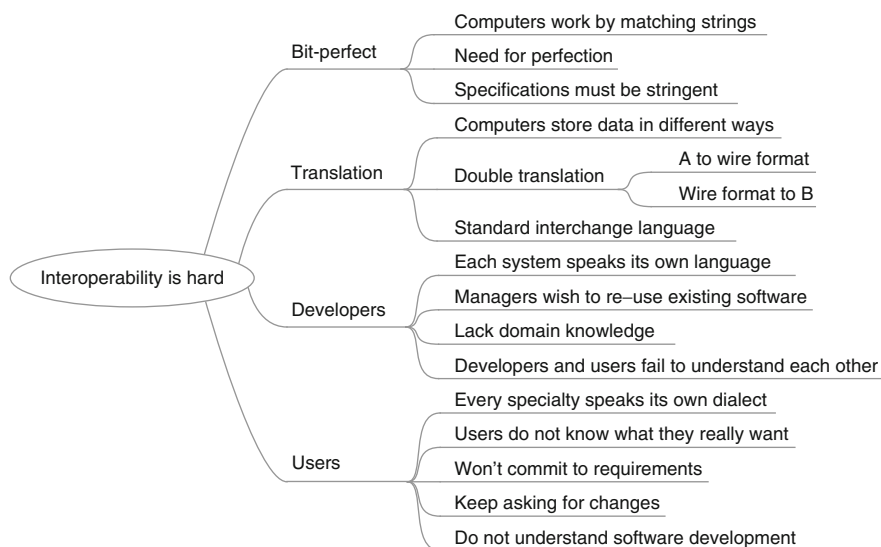 Interoperability is hard
Bit-perfect
Computers work by matching strings
Need for perfection
Specifications must be stringent
Translation
Computers store data in different ways
Double translation
A to wire format
Wire format to B
Standard interchange language
Developers
Each system speaks its own language
Managers wish to re–use existing software
Lack domain knowledge
Developers and users fail to understand each other
Users
Every specialty speaks its own dialect
Users do not know what they really want
Won’t commit to requirements
Keep asking for changes
Do not understand software development